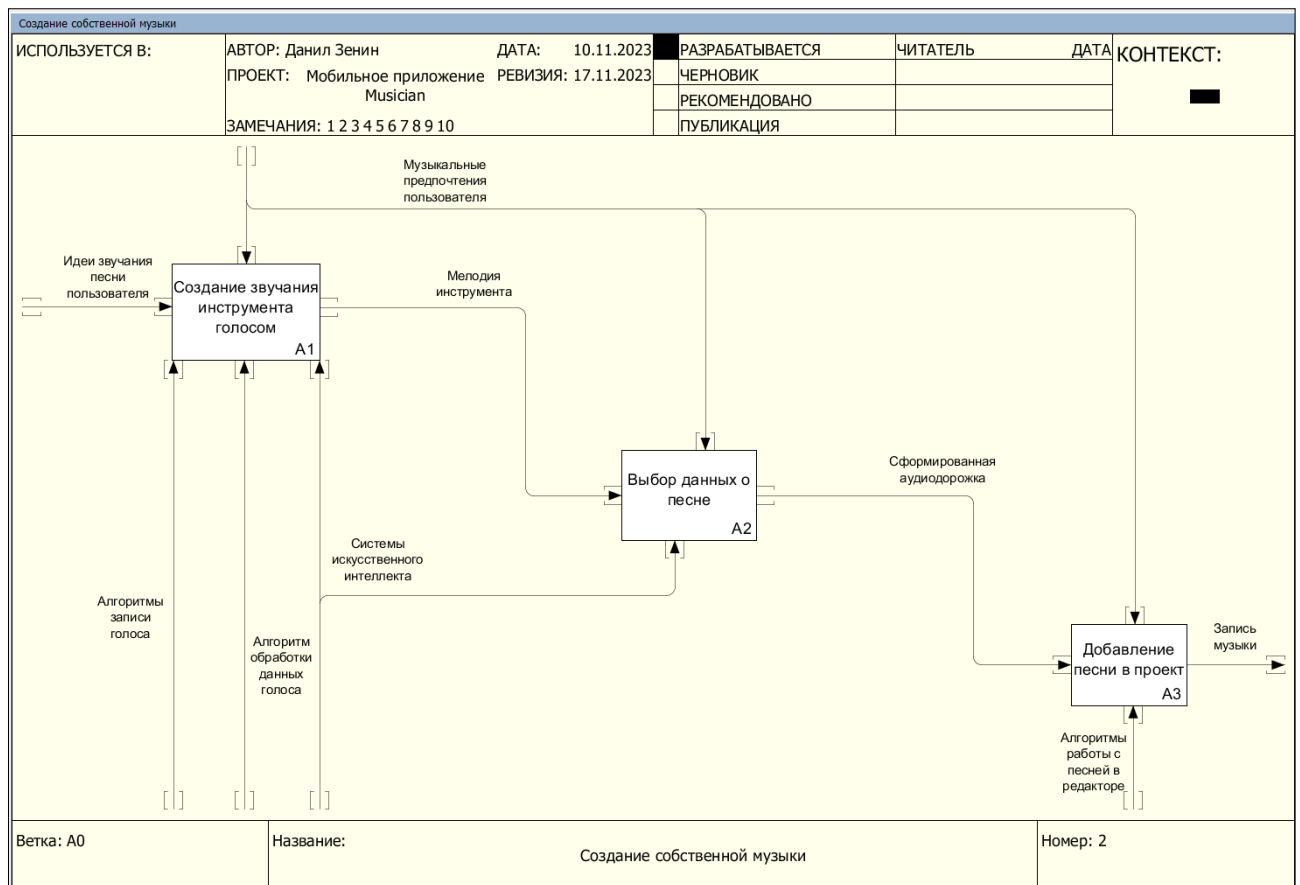 Создание собственной музыки
ИСПОЛЬЗУЕТСЯ В:
АВТОР: Данил Зенин
ДАТА: 10.11.2023
ПРОЕКТ: Мобильное приложение
Musician
РЕВИЗИЯ: 17.11.2023
ЗАМЕЧАНИЯ: 1 2 3 4 5 6 7 8 9 10
РАЗРАБАТЫВАЕТСЯ
ЧЕРНОВИК
РЕКОМЕНДОВАНО
ПУБЛИКАЦИЯ
ЧИТАТЕЛЬ
ДАТА
КОНТЕКСТ:
Музыкальные
предпочтения
пользователя
Идеи звучания
песни
пользователя
Создание звучания
инструмента
голосом
A1
Мелодия
инструмента
Выбор данных о
песне
A2
Сформированная
аудиодорожка
Системы
искусственного
интеллекта
Алгоритмы
записи
голоса
Алгоритм
обработки
данных
голоса
Добавление
песни в проект
A3
Запись
музыки
Алгоритмы
работы с
песней в
редакторе
Ветка: A0
Название:
Создание собственной музыки
Номер: 2